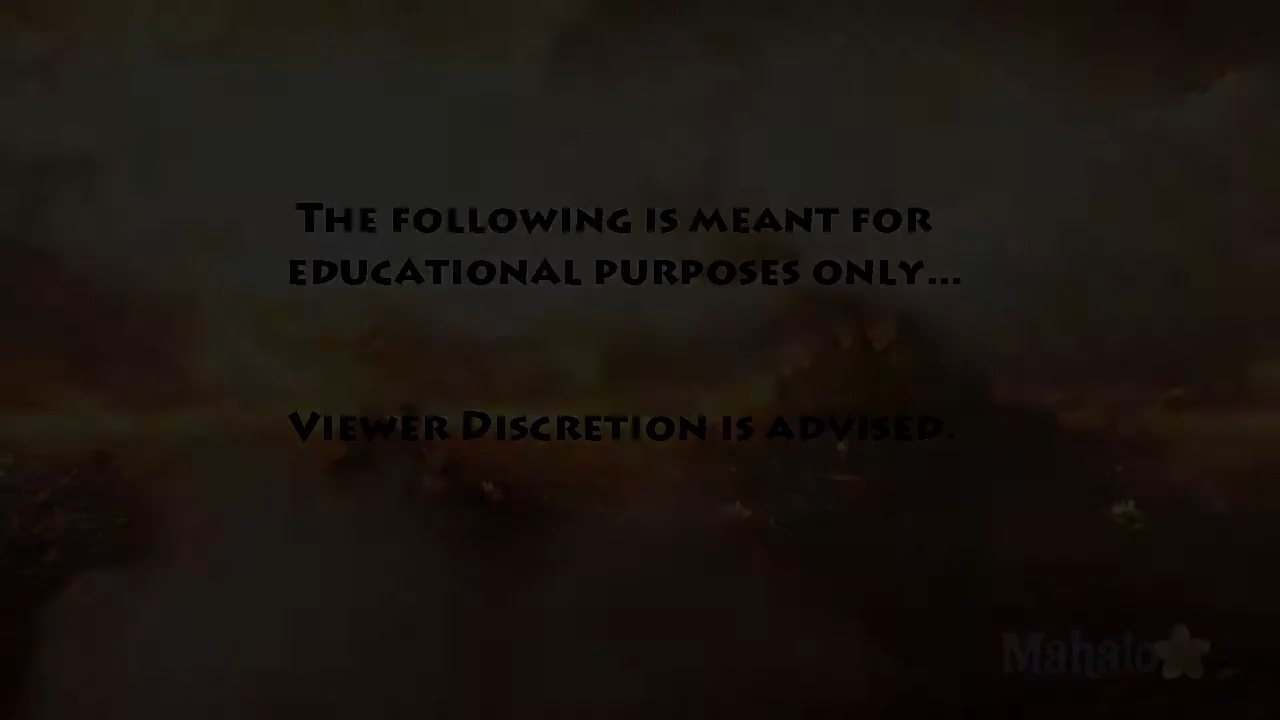 The following is meant for
educational purposes only...
Viewer Discretion is advised.
Mahalo